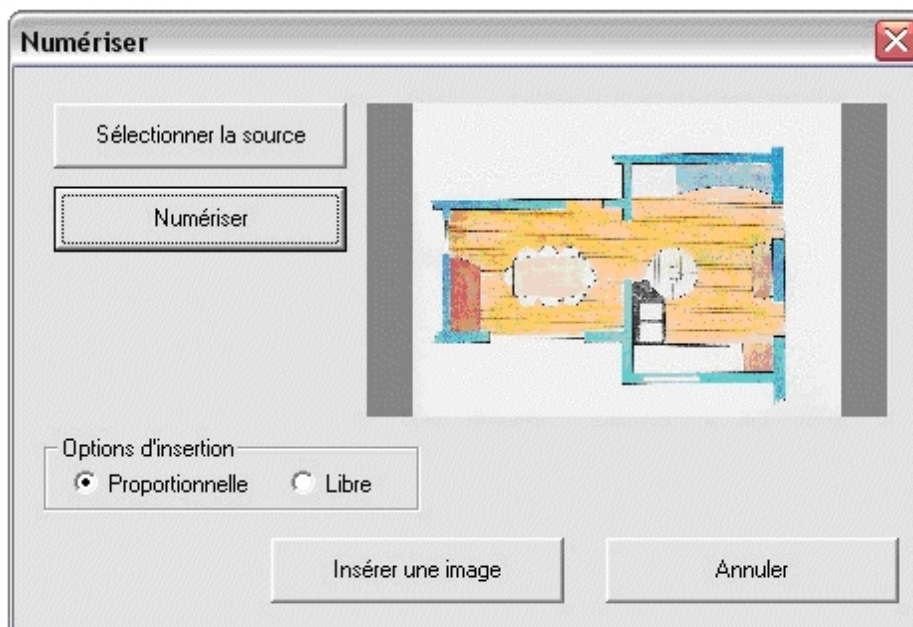 Numériser
Sélectionner la source
Numériser
Options d'insertion
Proportionnelle Libre
Insérer une image Annuler